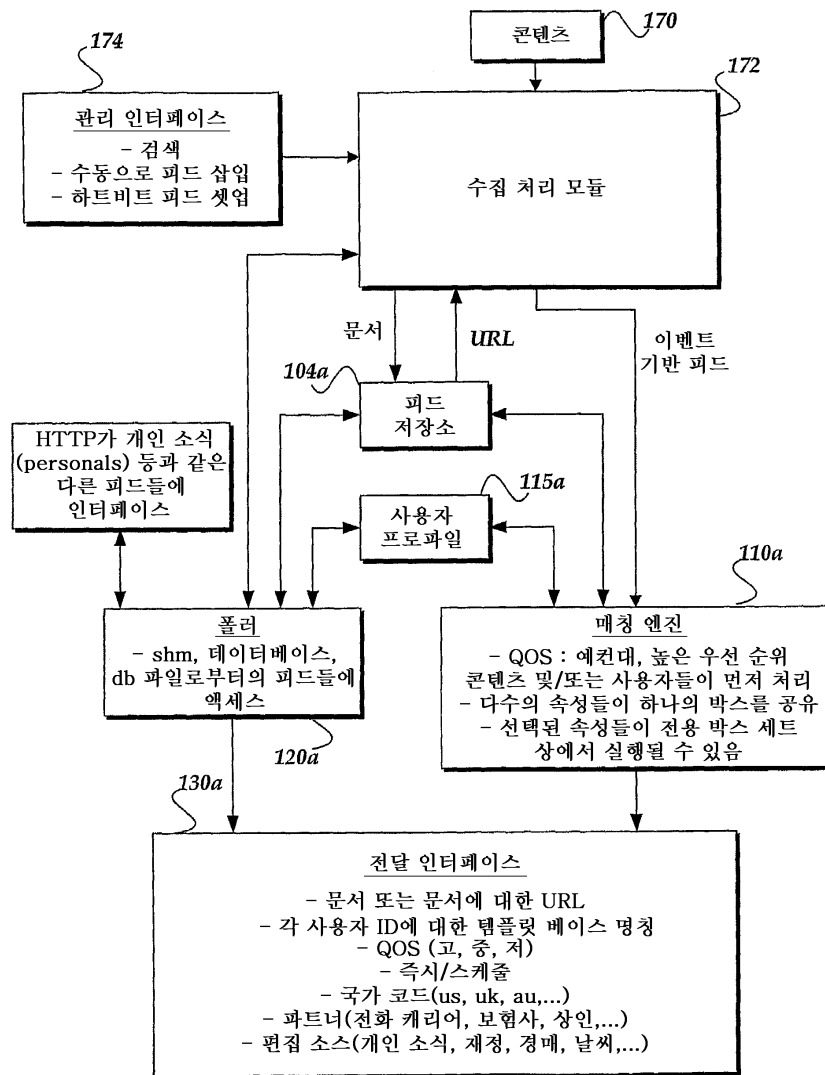 170
콘텐츠
174
관리 인터페이스
- 검색
- 수동으로 피드 삽입
- 하트비트 피드 셋업
172
수집 처리 모듈
문서
URL
이벤트
기반 피드
104a
피드
저장소
HTTP가 개인 소식
(personals) 등과 같은
다른 피드들에
인터페이스
115a
사용자
프로파일
110a
폴러
- shm, 데이터베이스,
db 파일로부터의 피드들에
액세스
120a
매칭 엔진
- QOS : 예컨대, 높은 우선 순위
콘텐츠 및/또는 사용자들이 먼저 처리
- 다수의 속성들이 하나의 박스를 공유
- 선택된 속성들이 전용 박스 세트
상에서 실행될 수 있음
130a
전달 인터페이스
- 문서 또는 문서에 대한 URL
- 각 사용자 ID에 대한 템플릿 베이스 명칭
- QOS (고, 중, 저)
- 즉시/스케줄
- 국가 코드(us, uk, au,...)
- 파트너(전화 캐리어, 보험사, 상인,...)
- 편집 소스(개인 소식, 재정, 경매, 날씨,...)